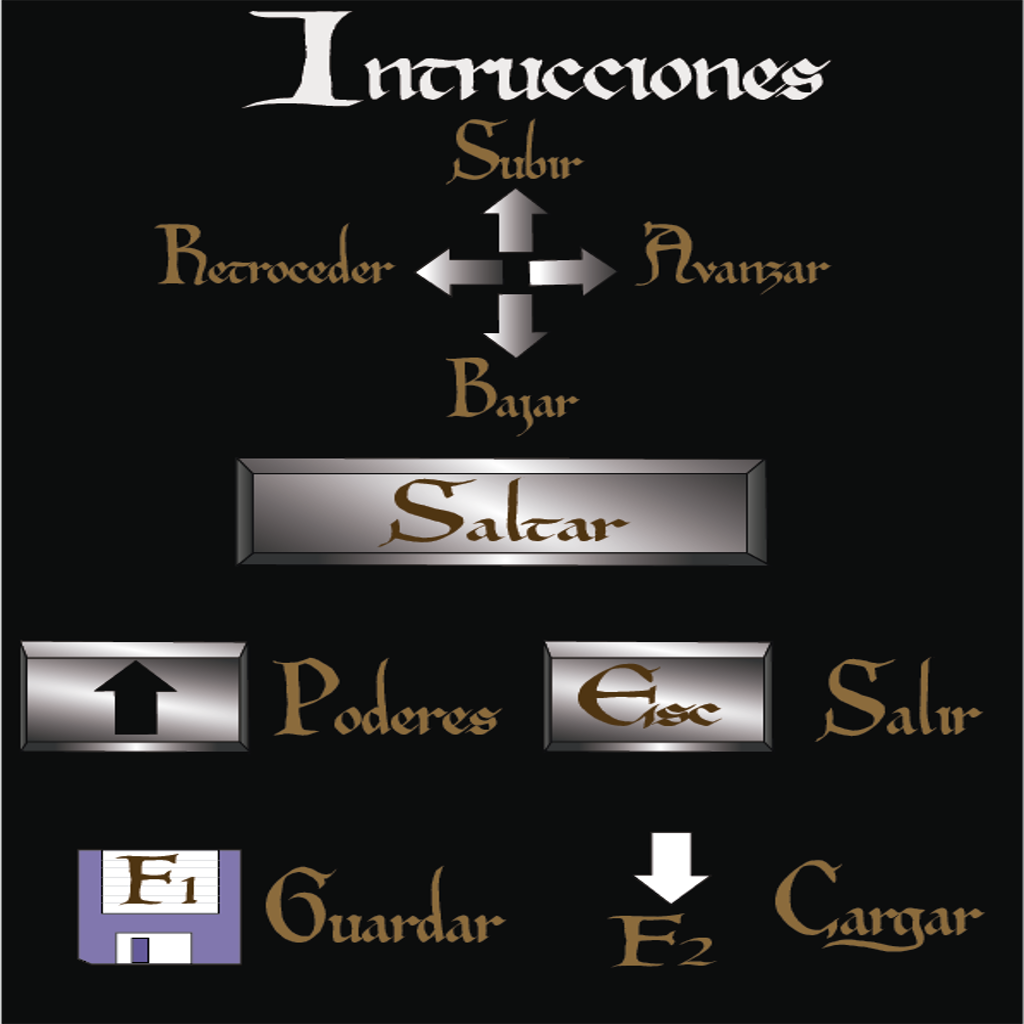 Intrucciones
Subir
Retroceder
Avanzar
Bajar
Saltar
Poderes
Esc
Salir
F1
Guardar
F2
Cargar